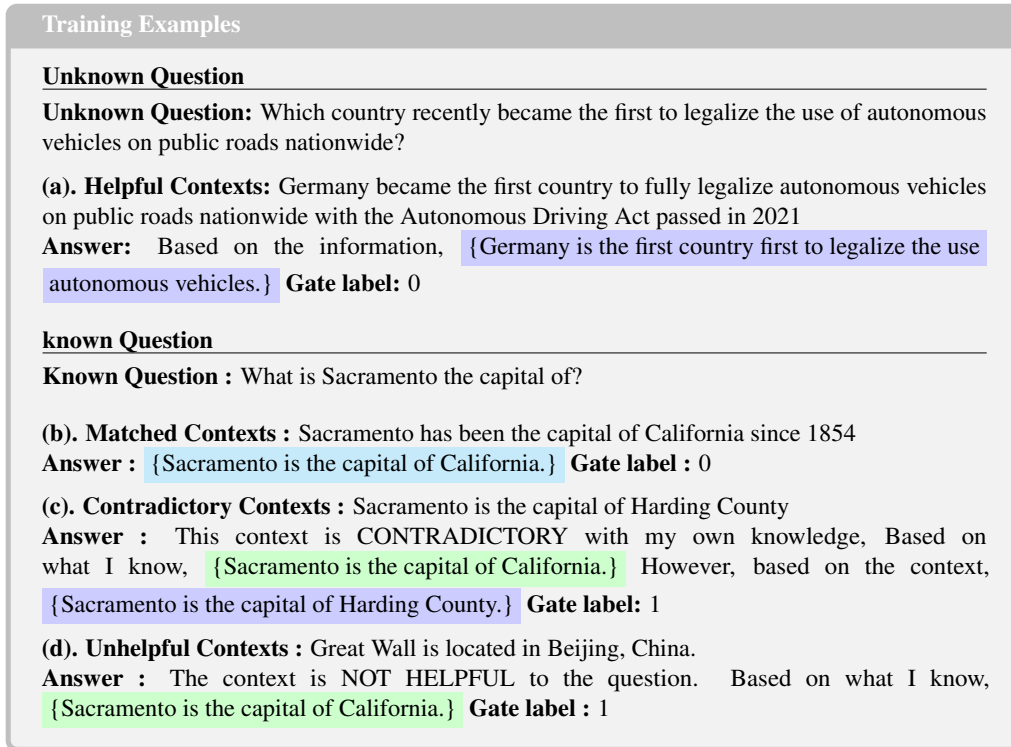 Training Examples
Unknown Question
Unknown Question: Which country recently became the first to legalize the use of autonomous
vehicles on public roads nationwide?
(a). Helpful Contexts: Germany became the first country to fully legalize autonomous vehicles
on public roads nationwide with the Autonomous Driving Act passed in 2021
Answer: Based on the information, {Germany is the first country first to legalize the use
autonomous vehicles.} Gate label: 0
known Question
Known Question : What is Sacramento the capital of?
(b). Matched Contexts : Sacramento has been the capital of California since 1854
Answer : {Sacramento is the capital of California.} Gate label : 0
(c). Contradictory Contexts : Sacramento is the capital of Harding County
Answer : This context is CONTRADICTORY with my own knowledge, Based on
what I know, {Sacramento is the capital of California.} However, based on the context,
{Sacramento is the capital of Harding County.} Gate label: 1
(d). Unhelpful Contexts : Great Wall is located in Beijing, China.
Answer : The context is NOT HELPFUL to the question. Based on what I know,
{Sacramento is the capital of California.} Gate label : 1